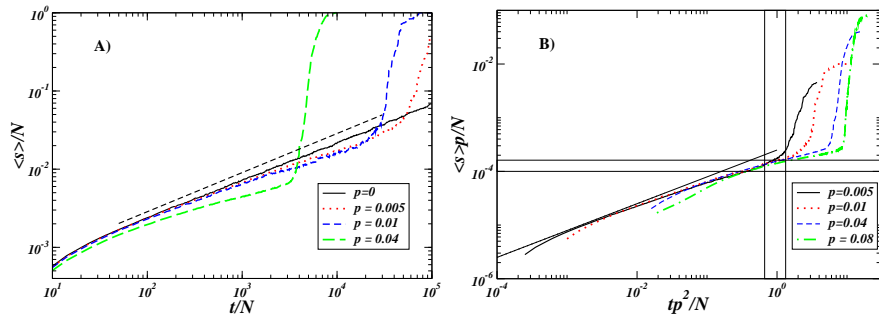 A)
<s>/N
10^0
10^-1
10^-2
10^-3
p=0
p = 0.005
p = 0.01
p = 0.04
10^1
10^2
10^3
10^4
10^5
t/N
B)
<s>p/N
10^-2
10^-4
10^-6
p=0.005
p=0.01
p=0.04
p=0.08
10^-4
10^-2
10^0
tp^2/N